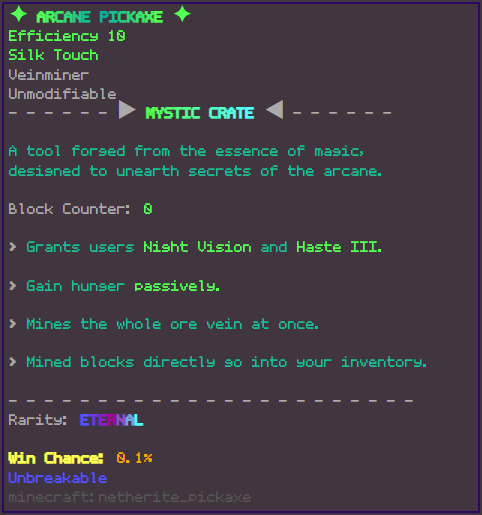 ✦ ARCANE PICKAXE ✦
Efficiency 10
Silk Touch
Veinminer
Unmodifiable
- - - - - - ▶ MYSTIC CRATE ◀ - - - - - -
A tool forged from the essence of magic,
designed to unearth secrets of the arcane.
Block Counter: 0
> Grants users Night Vision and Haste III.
> Gain hunger passively.
> Mines the whole ore vein at once.
> Mined blocks directly go into your inventory.
- - - - - - - - - - - - - - - - - - - - - - - - -
Rarity: ETERNAL
Win Chance: 0.1%
Unbreakable
minecraft:netherite_pickaxe